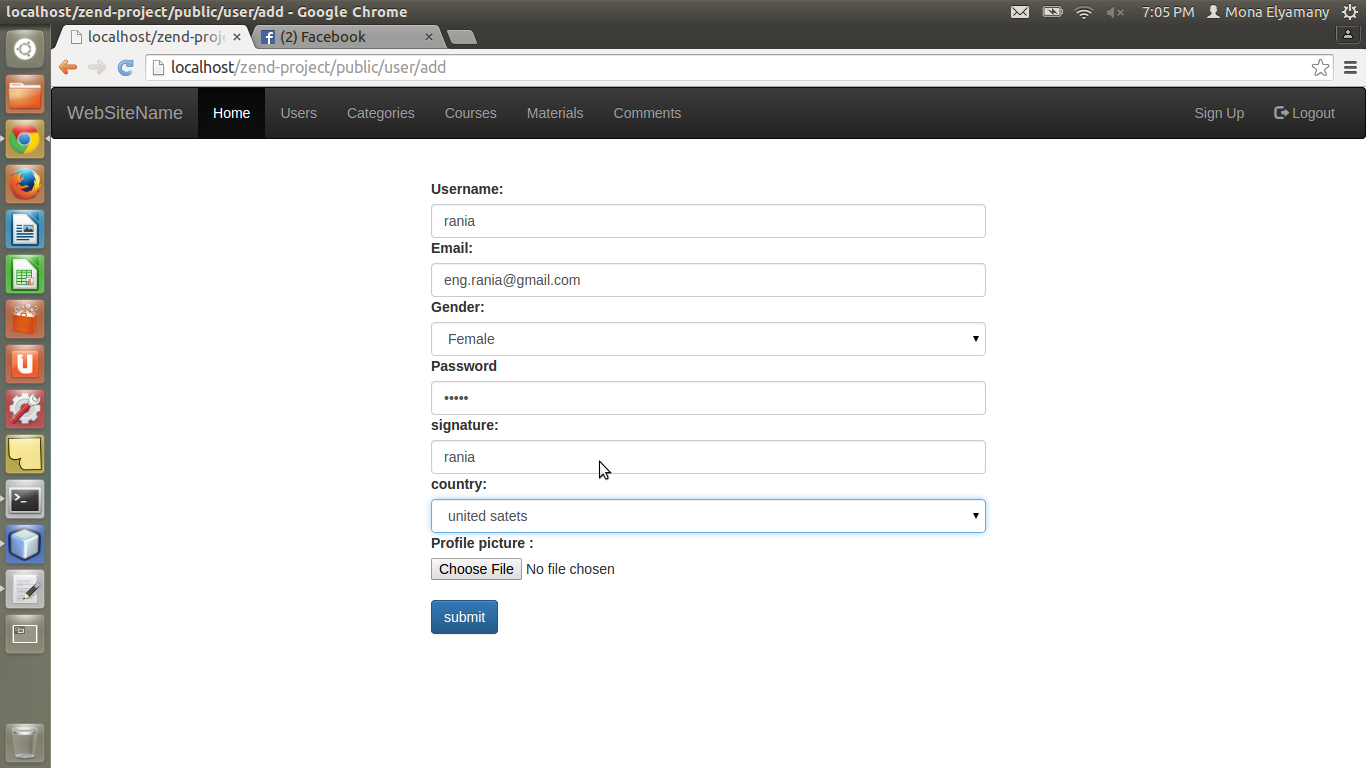 localhost/zend-project/public/user/add - Google Chrome
7:05 PM Mona Elyamany
localhost/zend-proj × (2) Facebook ×
localhost/zend-project/public/user/add
WebSiteName Home Users Categories Courses Materials Comments Sign Up Logout
Username:
rania
Email:
eng.rania@gmail.com
Gender:
Female
Password
•••••
signature:
rania
country:
united satets
Profile picture :
Choose File No file chosen
submit